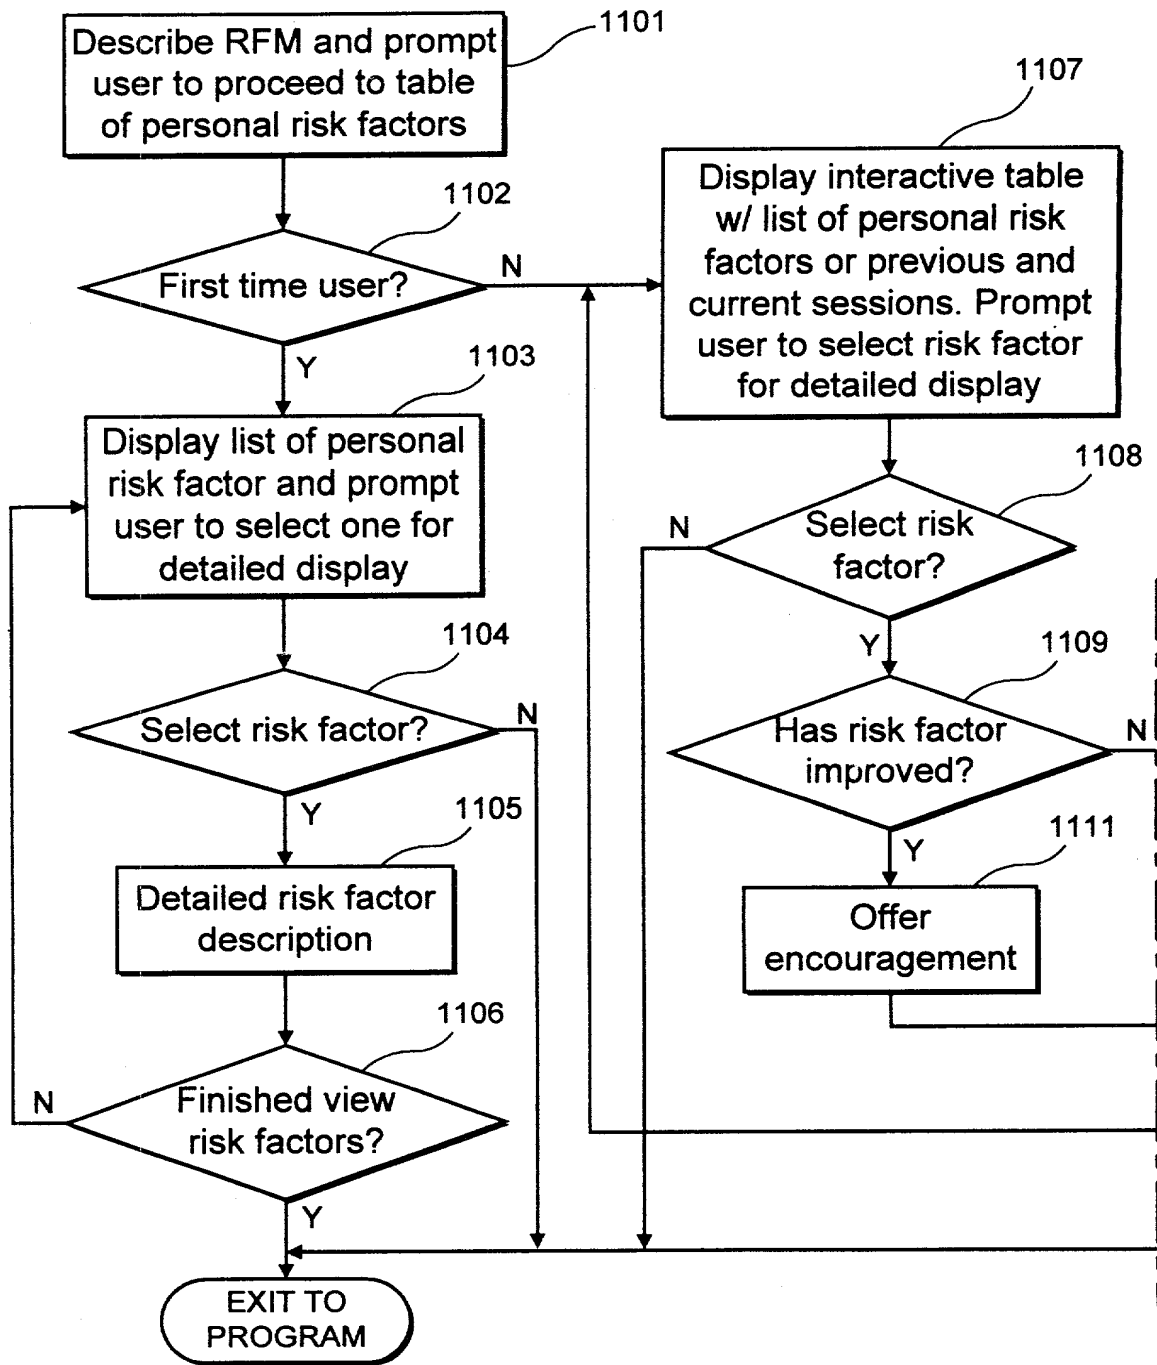 1101
Describe RFM and prompt
user to proceed to table
of personal risk factors
1102
First time user?
N
Y
1103
Display list of personal
risk factor and prompt
user to select one for
detailed display
1104
Select risk factor?
N
Y
1105
Detailed risk factor
description
1106
Finished view
risk factors?
N
Y
EXIT TO
PROGRAM
1107
Display interactive table
w/ list of personal risk
factors or previous and
current sessions. Prompt
user to select risk factor
for detailed display
1108
Select risk
factor?
N
Y
1109
Has risk factor
improved?
N
Y
1111
Offer
encouragement